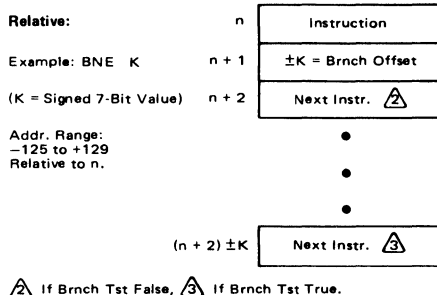 Relative: n Instruction
Example: BNE K n + 1 ±K = Brnch Offset
(K = Signed 7-Bit Value) n + 2 Next Instr. 2
Addr. Range:
−125 to +129
Relative to n.
(n + 2) ±K Next Instr. 3
2 If Brnch Tst False, 3 If Brnch Tst True.